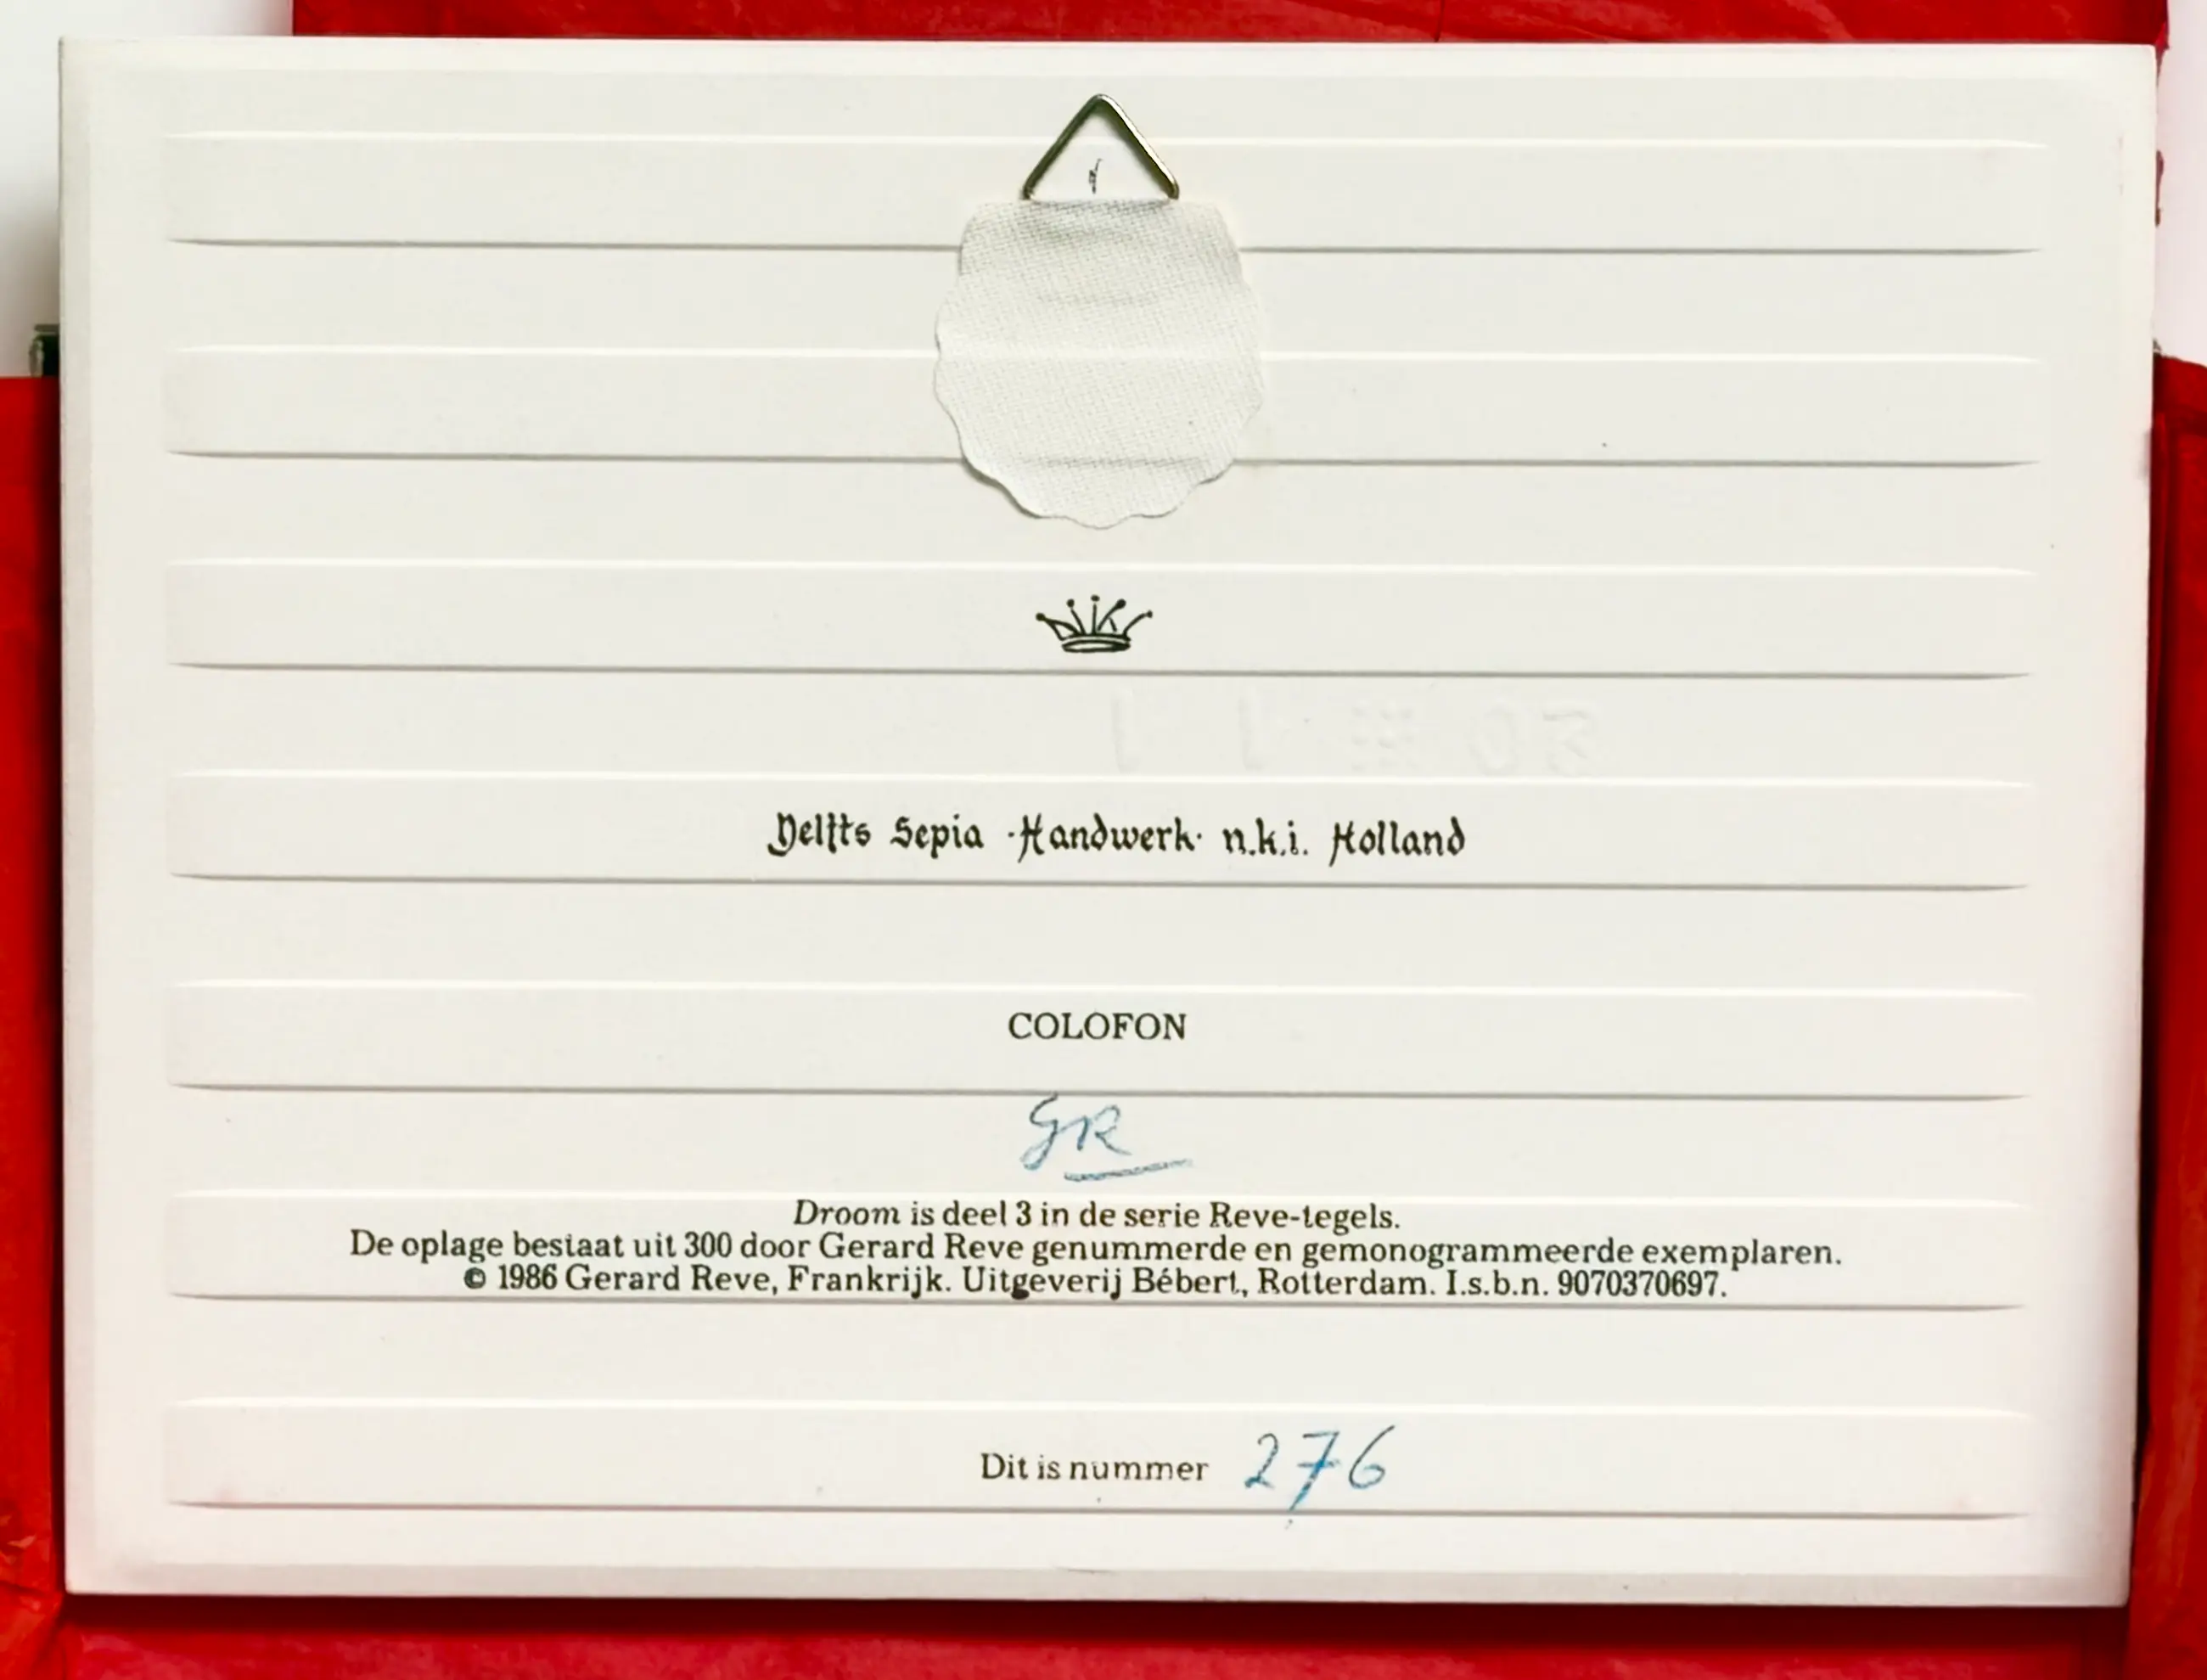 Delfts Sepia ·Handwerk· n.k.i. Holland
COLOFON
GR
Droom is deel 3 in de serie Reve-tegels.
De oplage bestaat uit 300 door Gerard Reve genummerde en gemonogrammeerde exemplaren.
© 1986 Gerard Reve, Frankrijk. Uitgeverij Bébert, Rotterdam. I.s.b.n. 9070370697.
Dit is nummer 276